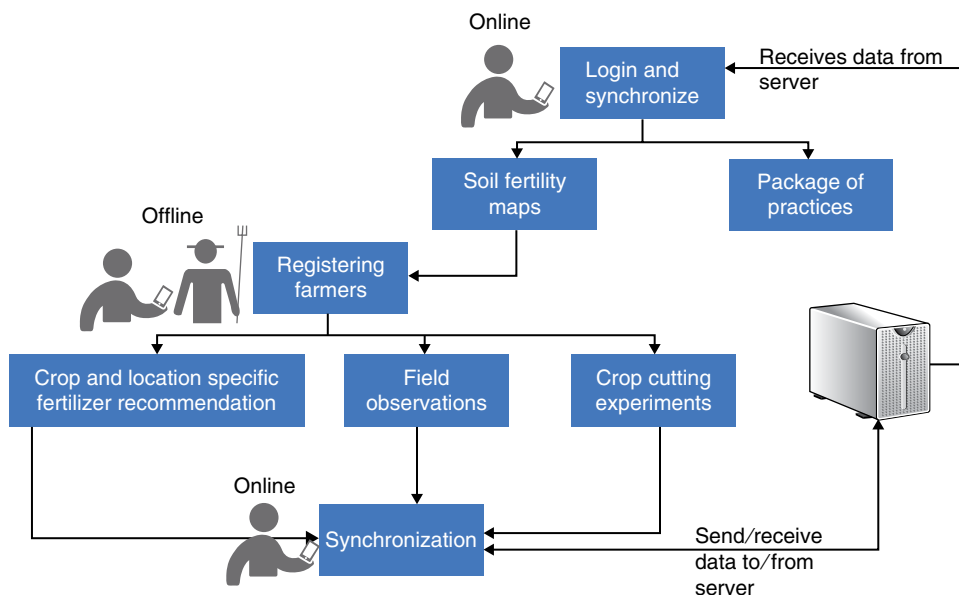 Online
Login and
synchronize
Receives data from
server
Soil fertility
maps
Package of
practices
Offline
Registering
farmers
Crop and location specific
fertilizer recommendation
Field
observations
Crop cutting
experiments
Online
Synchronization
Send/receive
data to/from
server